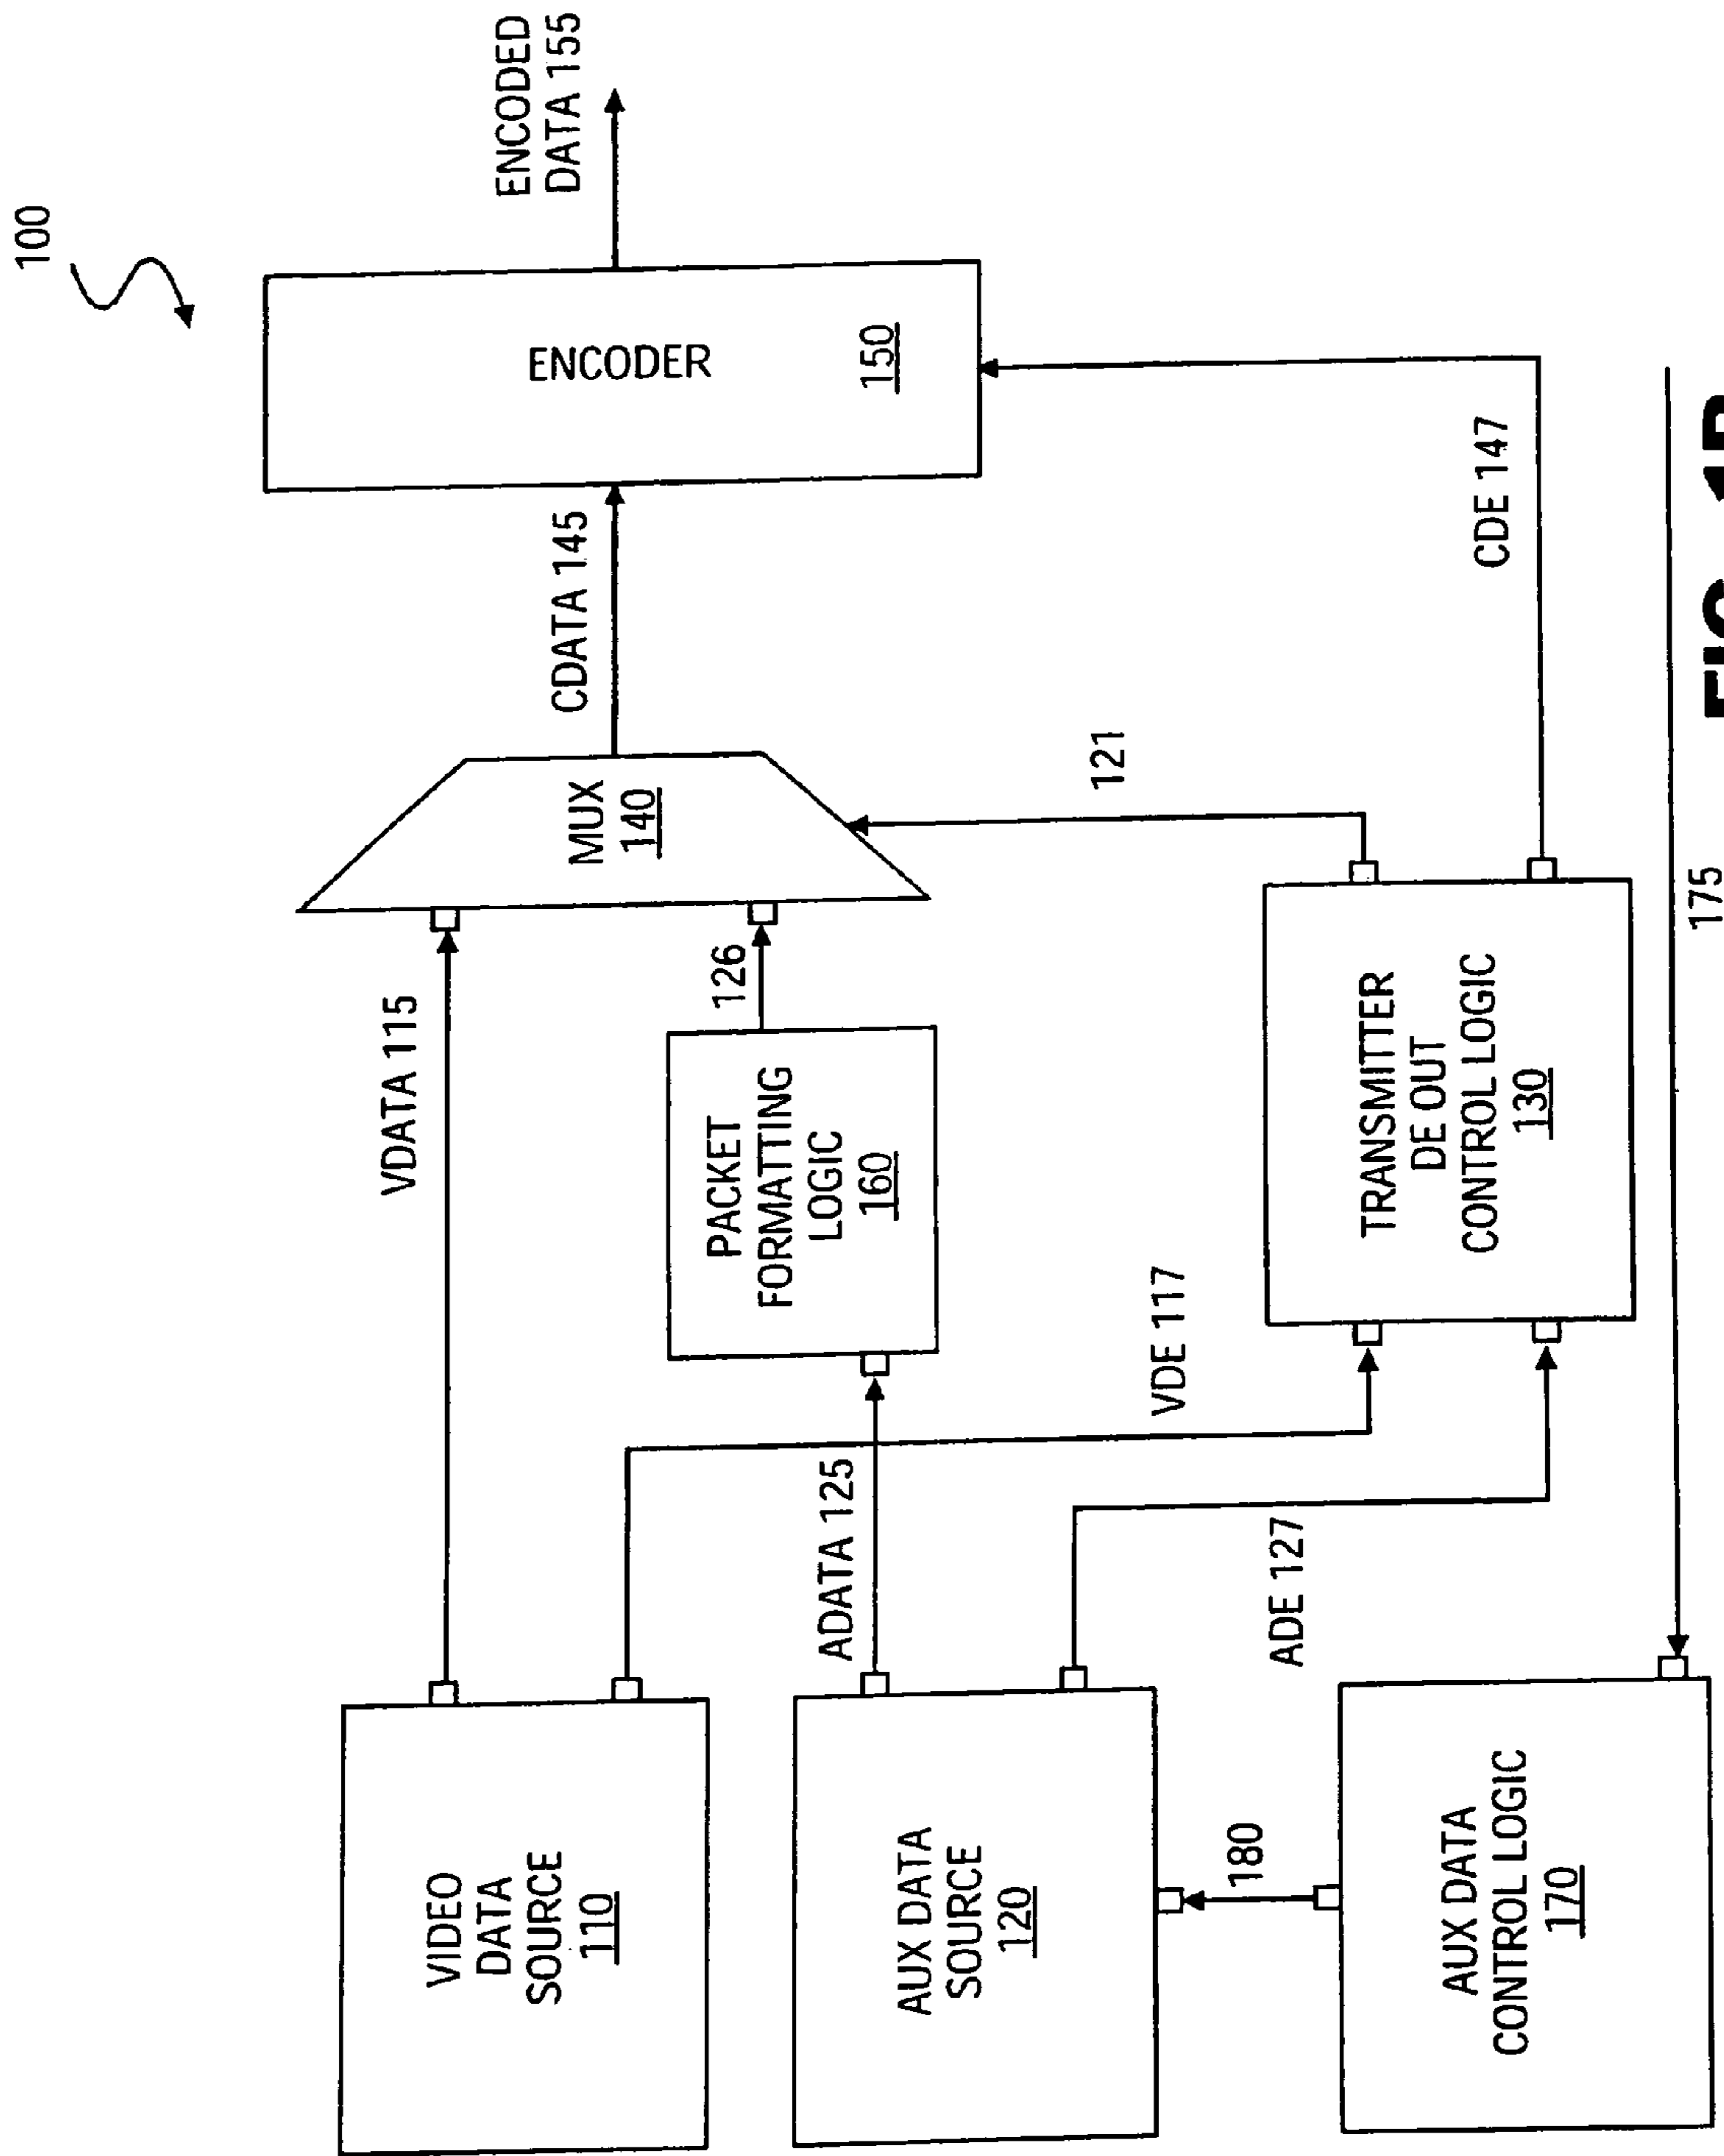 100
ENCODED
DATA 155
ENCODER
150
CDATA 145
CDE 147
MUX
140
121
VDATA 115
126
PACKET
FORMATTING
LOGIC
160
TRANSMITTER
DE OUT
CONTROL LOGIC
130
175
VDE 117
ADATA 125
ADE 127
VIDEO
DATA
SOURCE
110
AUX DATA
SOURCE
120
180
AUX DATA
CONTROL LOGIC
170